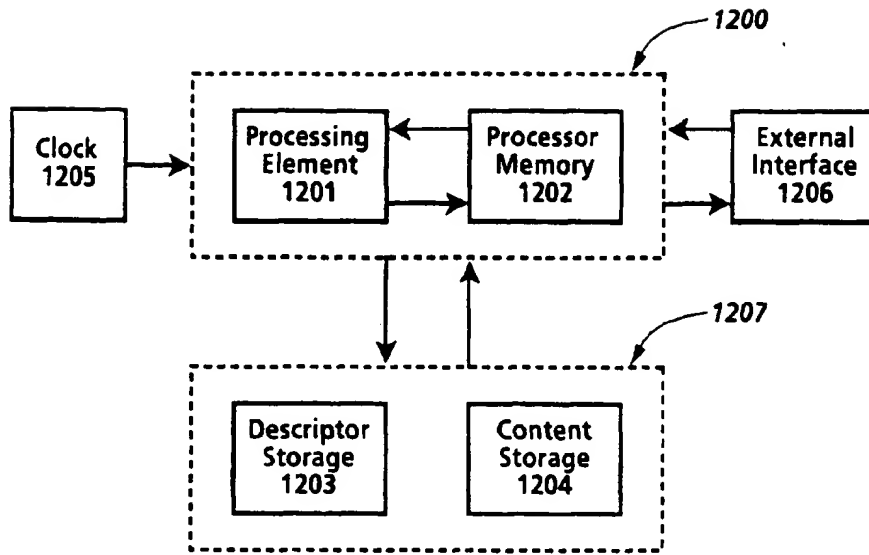 1200
Clock
1205
Processing
Element
1201
Processor
Memory
1202
External
Interface
1206
1207
Descriptor
Storage
1203
Content
Storage
1204